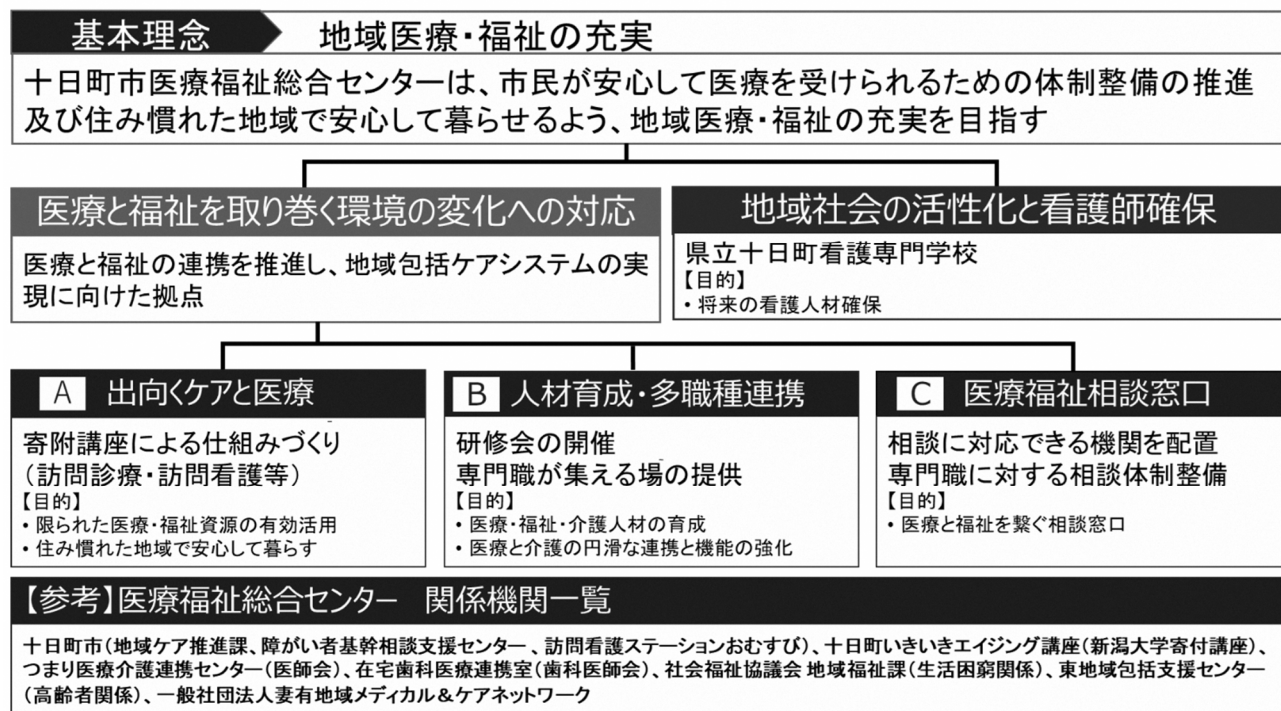 基本理念 地域医療・福祉の充実
十日町市医療福祉総合センターは、市民が安心して医療を受けられるための体制整備の推進
及び住み慣れた地域で安心して暮らせるよう、地域医療・福祉の充実を目指す
医療と福祉を取り巻く環境の変化への対応
医療と福祉の連携を推進し、地域包括ケアシステムの実
現に向けた拠点
地域社会の活性化と看護師確保
県立十日町看護専門学校
【目的】
・将来の看護人材確保
A 出向くケアと医療
寄附講座による仕組みづくり
（訪問診療・訪問看護等）
【目的】
・限られた医療・福祉資源の有効活用
・住み慣れた地域で安心して暮らす
B 人材育成・多職種連携
研修会の開催
専門職が集える場の提供
【目的】
・医療・福祉・介護人材の育成
・医療と介護の円滑な連携と機能の強化
C 医療福祉相談窓口
相談に対応できる機関を配置
専門職に対する相談体制整備
【目的】
・医療と福祉を繋ぐ相談窓口
【参考】医療福祉総合センター　関係機関一覧
十日町市（地域ケア推進課、障がい者基幹相談支援センター、訪問看護ステーションおむすび）、十日町いきいきエイジング講座（新潟大学寄付講座）、
つまり医療介護連携センター（医師会）、在宅歯科医療連携室（歯科医師会）、社会福祉協議会 地域福祉課（生活困窮関係）、東地域包括支援センター
（高齢者関係）、一般社団法人妻有地域メディカル＆ケアネットワーク